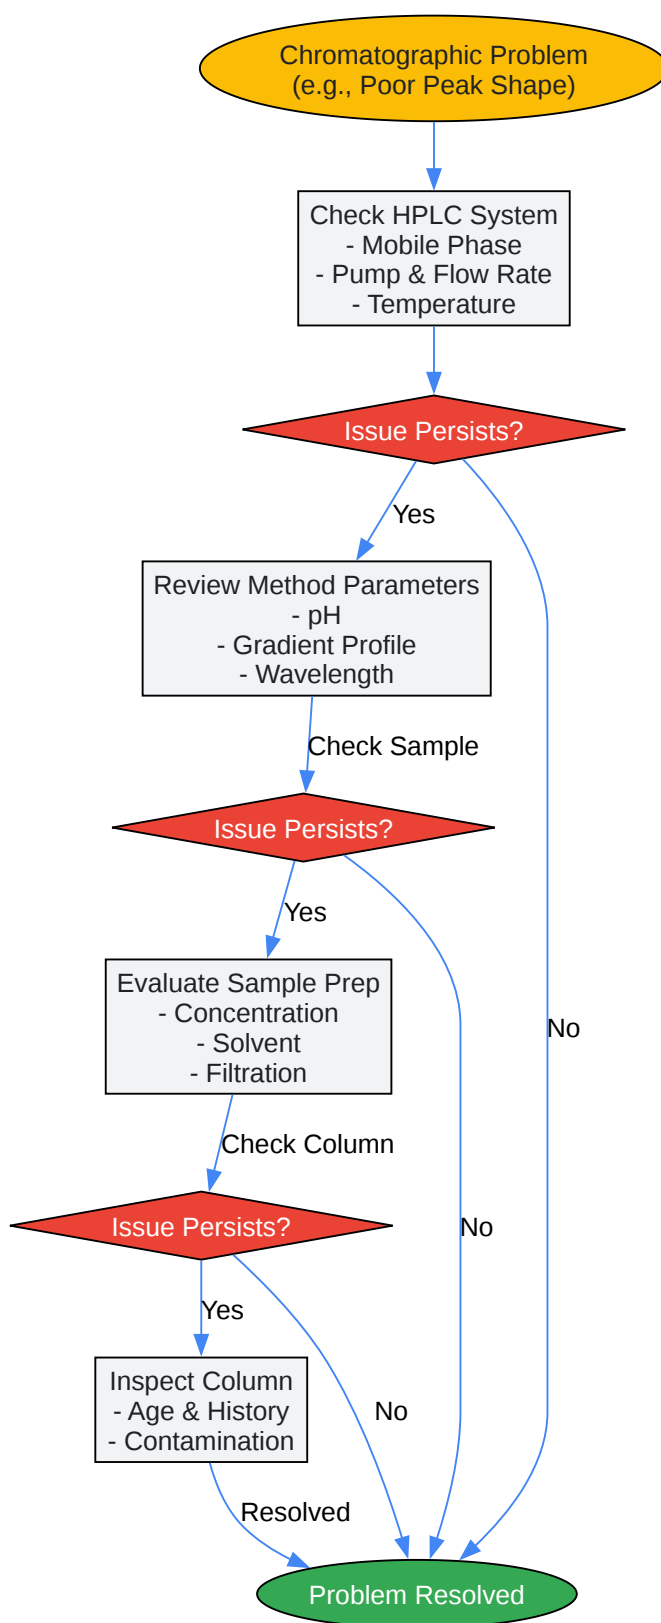 Chromatographic Problem
(e.g., Poor Peak Shape)
Check HPLC System
- Mobile Phase
- Pump & Flow Rate
- Temperature
Issue Persists?
Yes
Review Method Parameters
- pH
- Gradient Profile
- Wavelength
Check Sample
Issue Persists?
Yes
Evaluate Sample Prep
- Concentration
- Solvent
- Filtration
No
Check Column
Issue Persists?
No
Yes
Inspect Column
- Age & History
- Contamination
No
Resolved
Problem Resolved